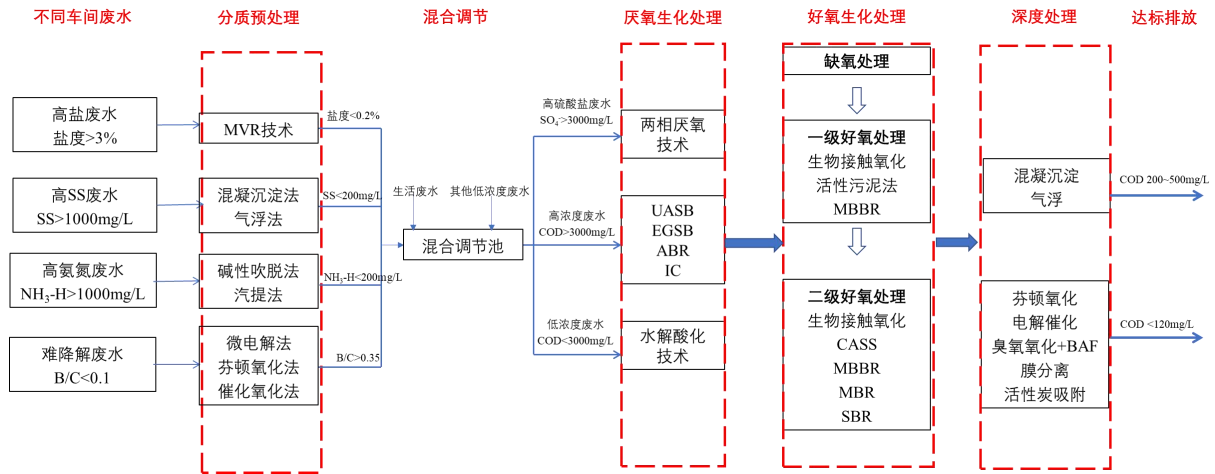 不同车间废水
分质预处理
混合调节
厌氧生化处理
好氧生化处理
深度处理
达标排放
高盐废水
盐度>3%
高SS废水
SS>1000mg/L
高氨氮废水
NH₃-H>1000mg/L
难降解废水
B/C<0.1
MVR技术
混凝沉淀法
气浮法
碱性吹脱法
汽提法
微电解法
芬顿氧化法
催化氧化法
盐度<0.2%
SS<200mg/L
NH₃-H<200mg/L
B/C>0.35
生活废水
其他低浓度废水
混合调节池
高硫酸盐废水
SO₄>3000mg/L
高浓度废水
COD>3000mg/L
低浓度废水
COD<3000mg/L
两相厌氧
技术
UASB
EGSB
ABR
IC
水解酸化
技术
缺氧处理
一级好氧处理
生物接触氧化
活性污泥法
MBBR
二级好氧处理
生物接触氧化
CASS
MBBR
MBR
SBR
混凝沉淀
气浮
芬顿氧化
电解催化
臭氧氧化+BAF
膜分离
活性炭吸附
COD 200~500mg/L
COD <120mg/L